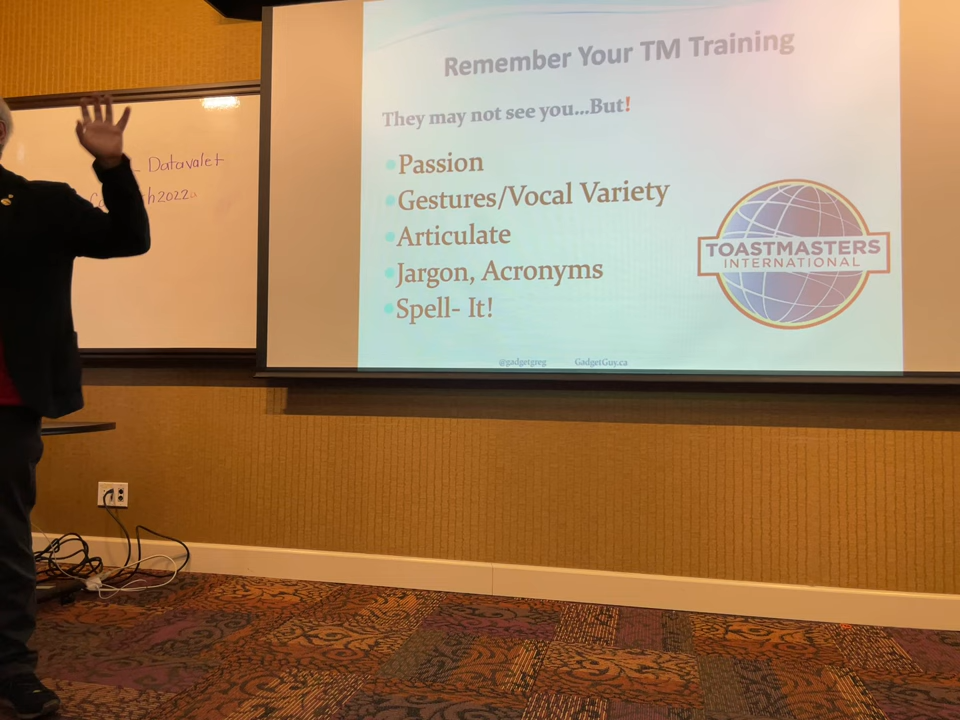 Remember Your TM Training
They may not see you...But!
Passion
Gestures/Vocal Variety
Articulate
Jargon, Acronyms
Spell- It!
TOASTMASTERS
INTERNATIONAL
@gadgetgreg GadgetGuy.ca
Datavalet